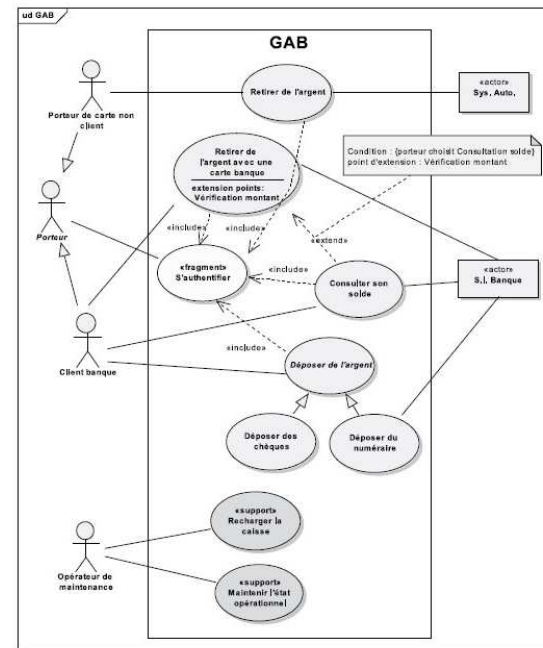 ud GAB
GAB
Porteur de carte non
client
Retirer de l'argent
«actor»
Sys. Auto.
Condition : {porteur choisit Consultation solde}
point d'extension : Vérification montant
Retirer de
l'argent avec une
carte banque
extension points:
Vérification montant
«include»
«include»
«extend»
Porteur
«fragment»
S'authentifier
«include»
Consulter son
solde
«actor»
S.I. Banque
«include»
Client banque
Déposer de l'argent
Déposer des
chèques
Déposer du
numéraire
«support»
Recharger la
caisse
Opérateur de
maintenance
«support»
Maintenir l'état
opérationnel